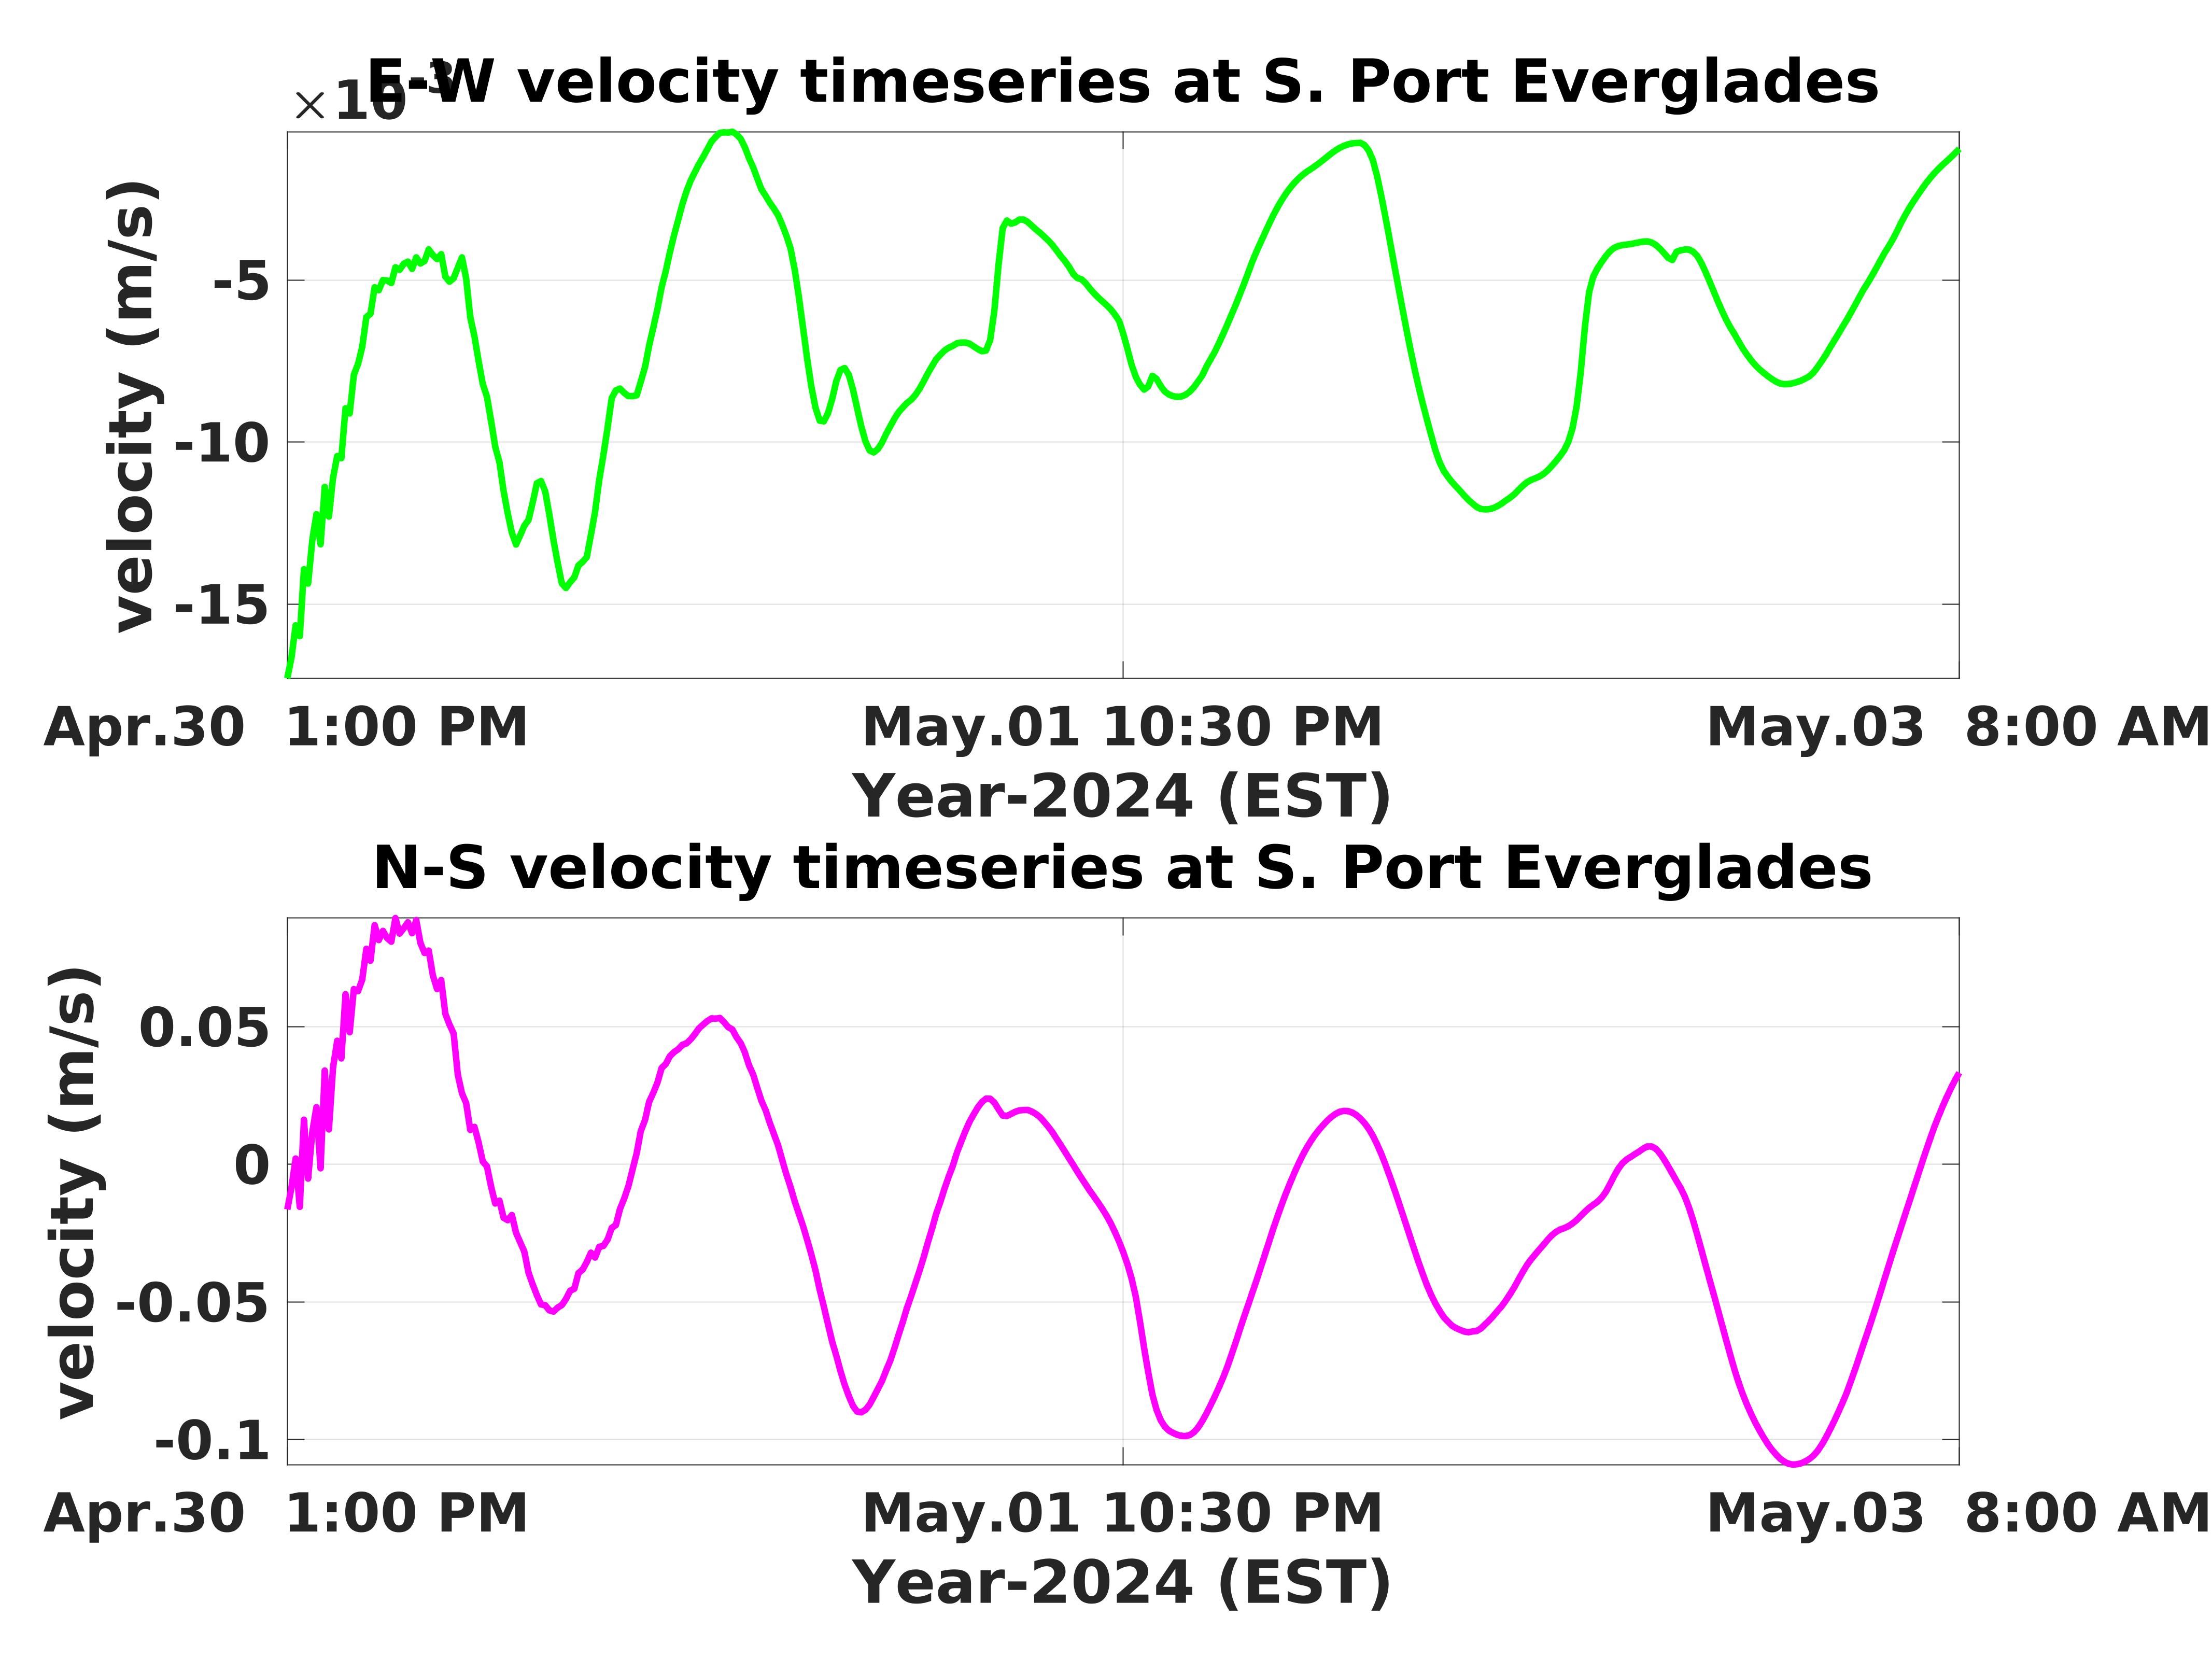 E-W velocity timeseries at S. Port Everglades
×10-3
velocity (m/s)
-5
-10
-15
Apr.30 1:00 PM May.01 10:30 PM May.03 8:00 AM
Year-2024 (EST)
N-S velocity timeseries at S. Port Everglades
velocity (m/s)
0.05
0
-0.05
-0.1
Apr.30 1:00 PM May.01 10:30 PM May.03 8:00 AM
Year-2024 (EST)